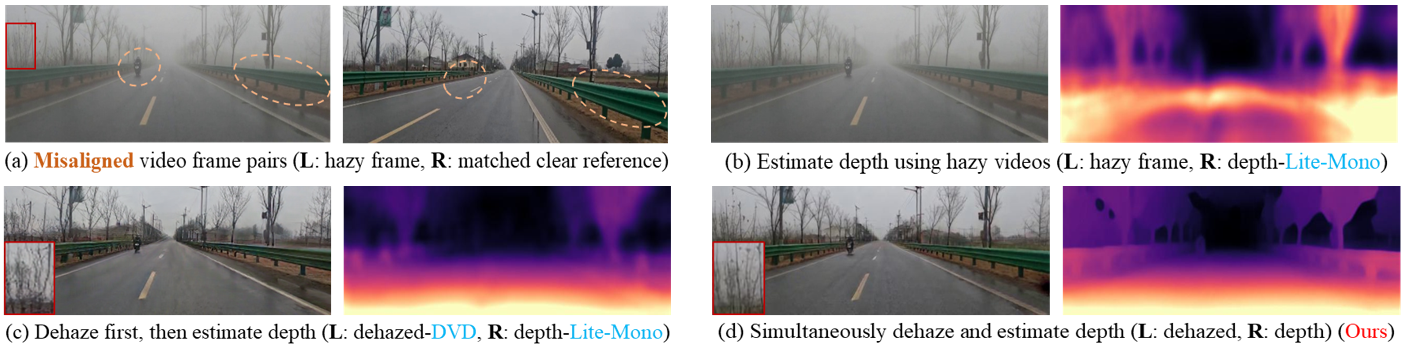 (a) Misaligned video frame pairs (L: hazy frame, R: matched clear reference)
(b) Estimate depth using hazy videos (L: hazy frame, R: depth-Lite-Mono)
(c) Dehaze first, then estimate depth (L: dehazed-DVD, R: depth-Lite-Mono)
(d) Simultaneously dehaze and estimate depth (L: dehazed, R: depth) (Ours)